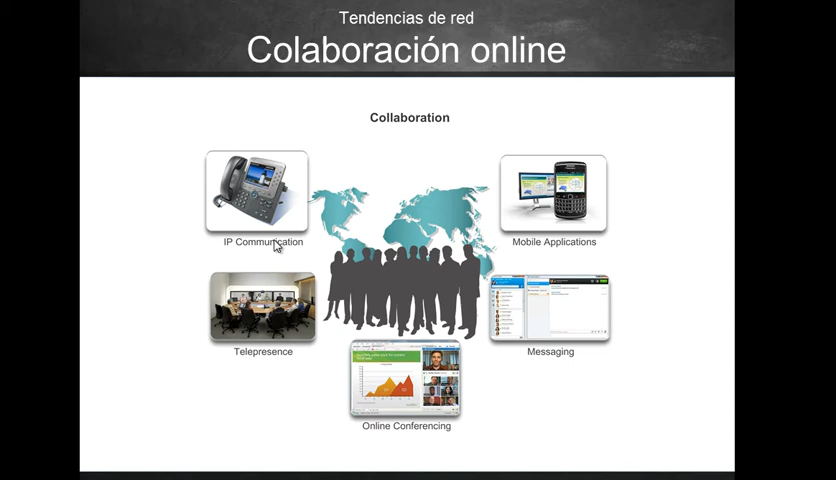 Tendencias de red
Colaboración online
Collaboration
IP Communication
Mobile Applications
Telepresence
Messaging
Online Conferencing